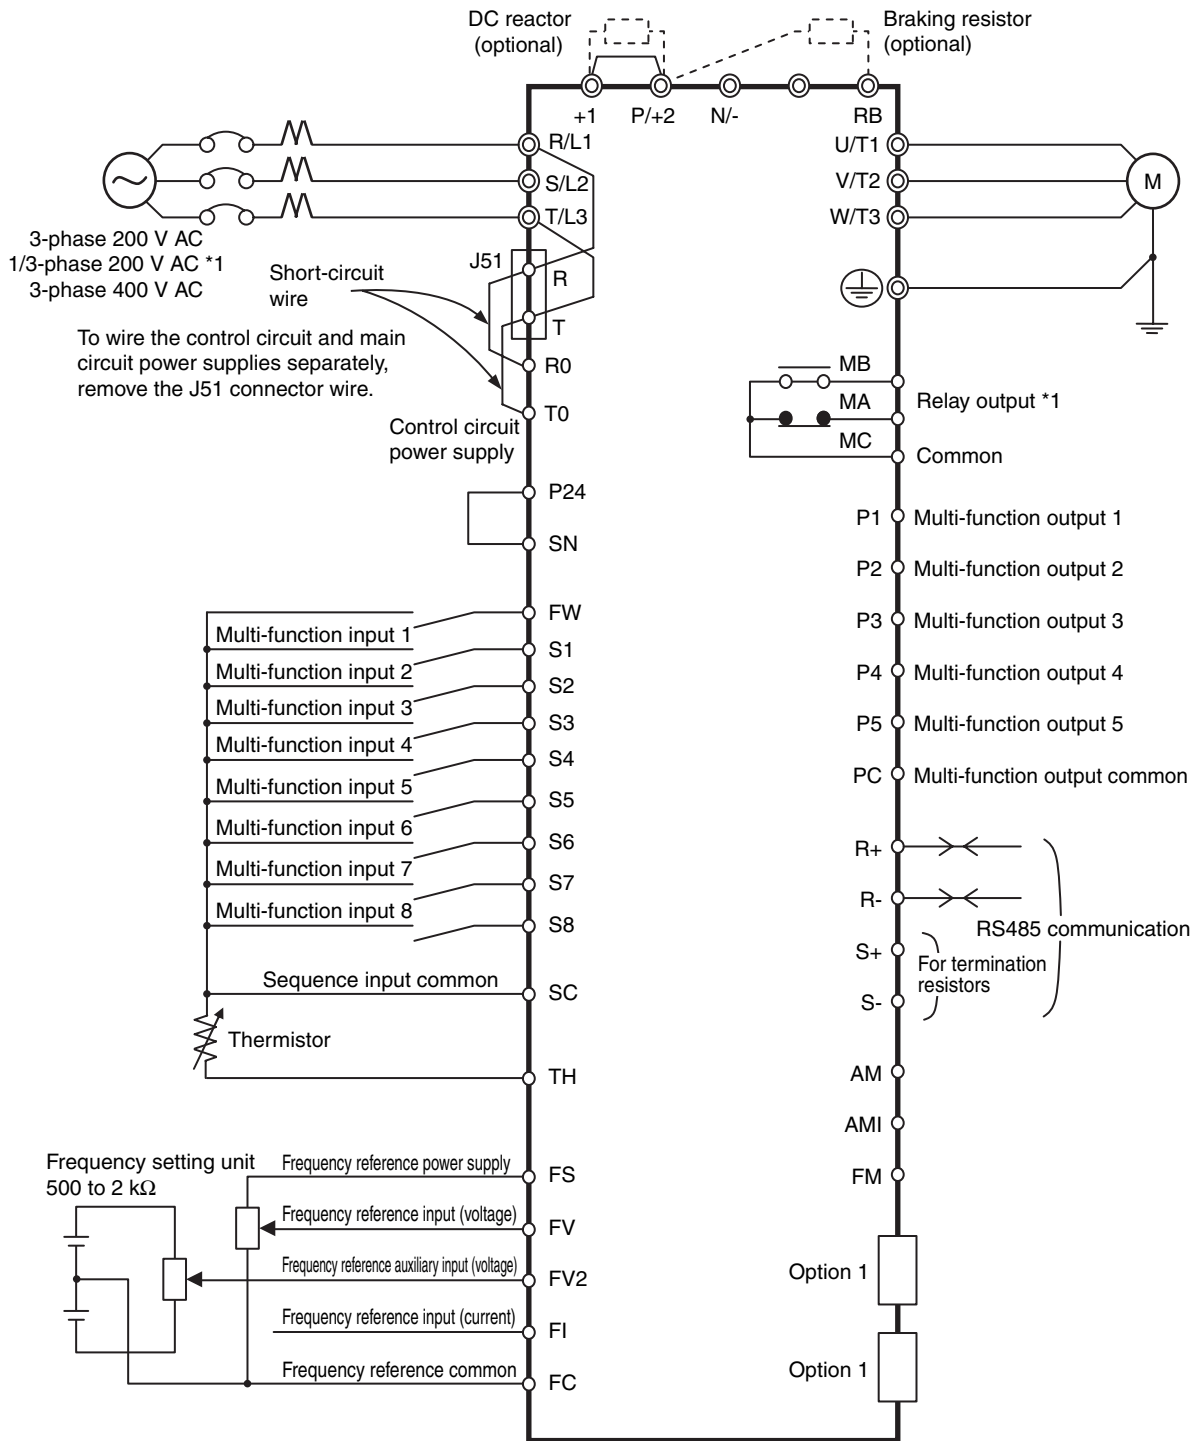 DC reactor
(optional)
Braking resistor
(optional)
+1
P/+2
N/-
RB
R/L1
S/L2
T/L3
U/T1
V/T2
W/T3
M
3-phase 200 V AC
1/3-phase 200 V AC *1
3-phase 400 V AC
J51
R
T
Short-circuit
wire
To wire the control circuit and main
circuit power supplies separately,
remove the J51 connector wire.
R0
T0
Control circuit
power supply
MB
MA
MC
Relay output *1
Common
P24
SN
P1
Multi-function output 1
P2
Multi-function output 2
P3
Multi-function output 3
P4
Multi-function output 4
P5
Multi-function output 5
PC
Multi-function output common
FW
Multi-function input 1
S1
Multi-function input 2
S2
Multi-function input 3
S3
Multi-function input 4
S4
Multi-function input 5
S5
Multi-function input 6
S6
Multi-function input 7
S7
Multi-function input 8
S8
Sequence input common
SC
Thermistor
TH
R+
R-
RS485 communication
S+
S-
For termination
resistors
AM
AMI
FM
Frequency setting unit
500 to 2 kΩ
Frequency reference power supply
FS
Frequency reference input (voltage)
FV
Frequency reference auxiliary input (voltage)
FV2
Frequency reference input (current)
FI
Frequency reference common
FC
Option 1
Option 1